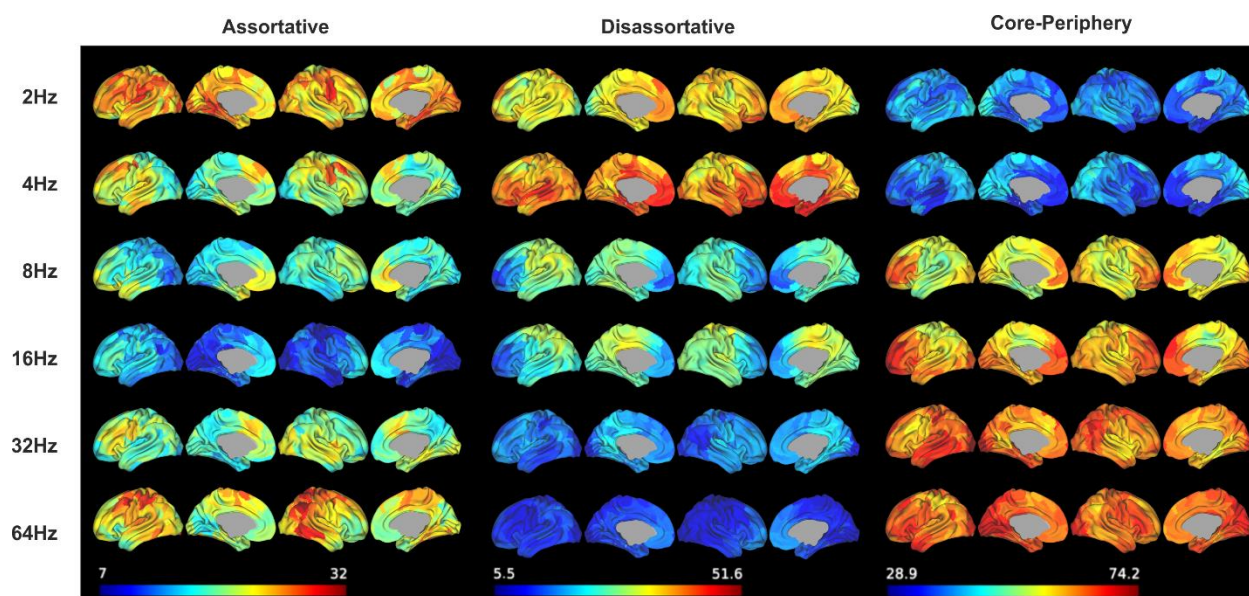 Assortative Disassortative Core-Periphery
2Hz
4Hz
8Hz
16Hz
32Hz
64Hz
7 32 5.5 51.6 28.9 74.2